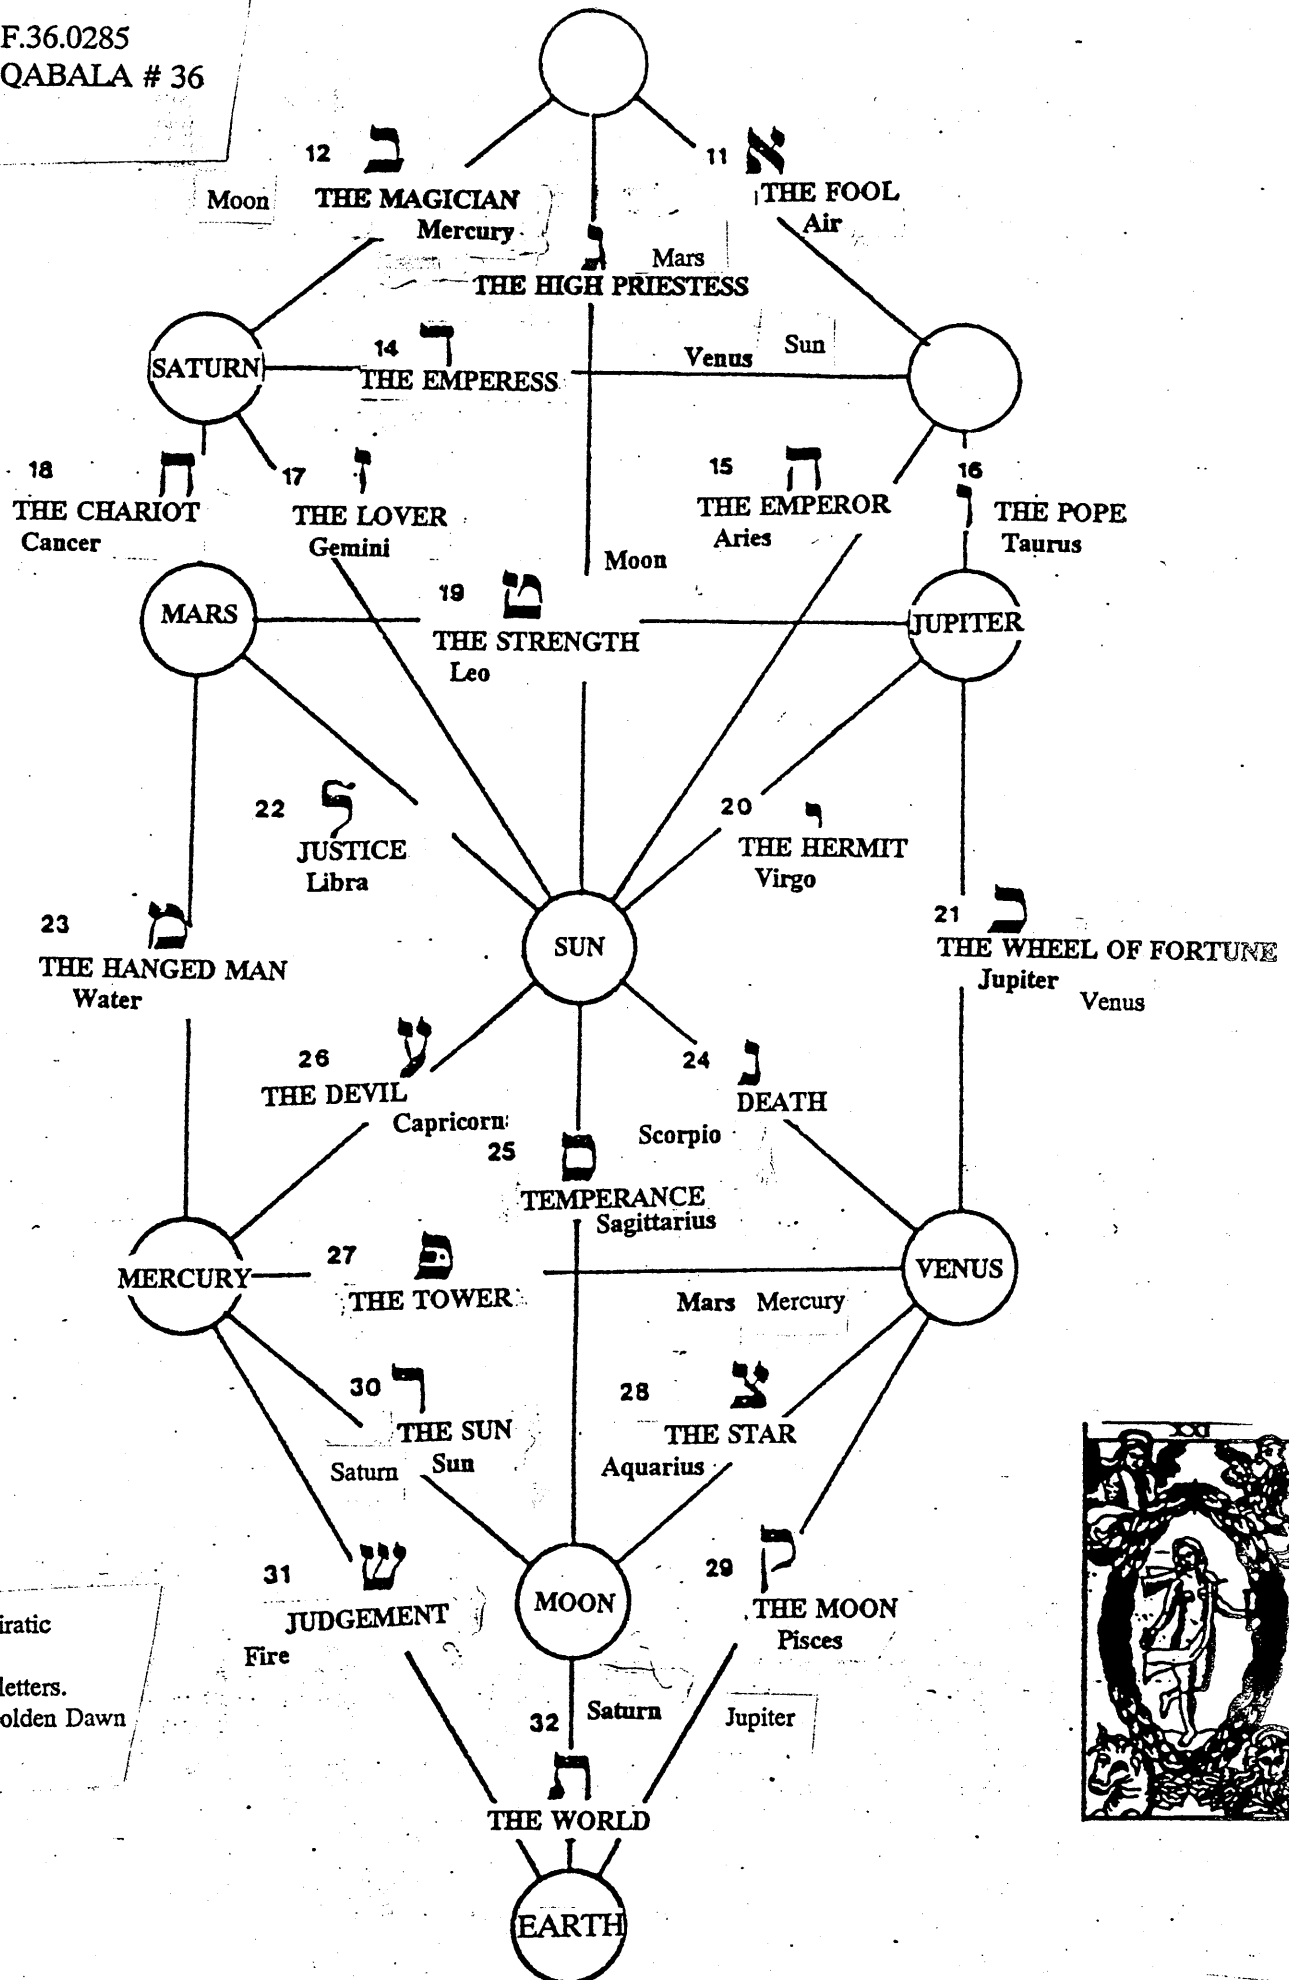 F.36.0285
QABALA # 36
12 ב
11 א
Moon THE MAGICIAN
THE FOOL
Mercury
Air
ג
Mars
THE HIGH PRIESTESS
SATURN
14 ד
Venus Sun
THE EMPERESS
18 ח
17 ז
15 ה
16
ו
THE CHARIOT
Cancer
THE LOVER
Gemini
THE EMPEROR
Aries
THE POPE
Taurus
Moon
MARS
19 ט
JUPITER
THE STRENGTH
Leo
22 ל
JUSTICE
Libra
20 י
THE HERMIT
Virgo
23 מ
THE HANGED MAN
Water
SUN
21 כ
THE WHEEL OF FORTUNE
Jupiter
Venus
26 ע
THE DEVIL
Capricorn
24 נ
DEATH
Scorpio
25 ס
TEMPERANCE
Sagittarius
MERCURY
27 פ
THE TOWER
VENUS
Mars Mercury
30 ר
THE SUN
Saturn Sun
28 צ
THE STAR
Aquarius
XXI
31 ש
JUDGEMENT
Fire
MOON
29 ק
THE MOON
Pisces
iratic
letters.
olden Dawn
32
Saturn
Jupiter
ת
THE WORLD
EARTH